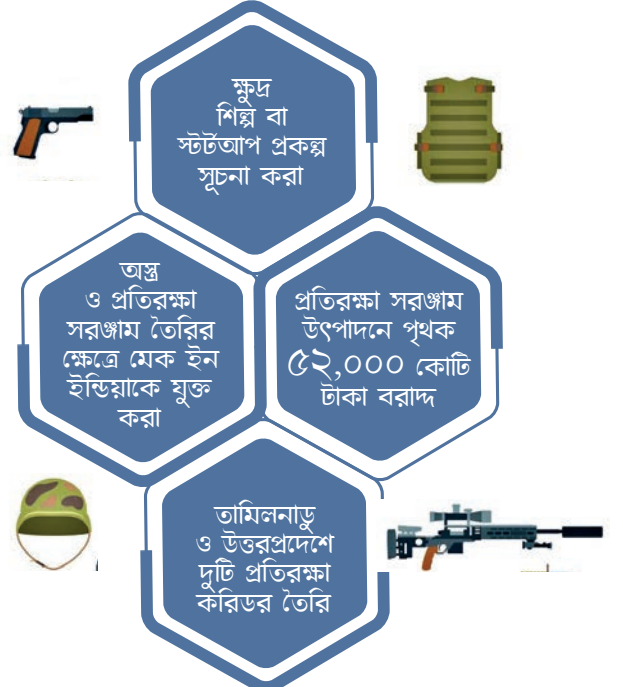 ক্ষুদ্র
শিল্প বা
স্টর্টআপ প্রকল্প
সূচনা করা
অস্ত্র
ও প্রতিরক্ষা
সরঞ্জাম তৈরির
ক্ষেত্রে মেক ইন
ইন্ডিয়াকে যুক্ত
করা
প্রতিরক্ষা সরঞ্জাম
উৎপাদনে পৃথক
৫২,০০০ কোটি
টাকা বরাদ্দ
তামিলনাড়ু
ও উত্তরপ্রদেশে
দুটি প্রতিরক্ষা
করিডর তৈরি